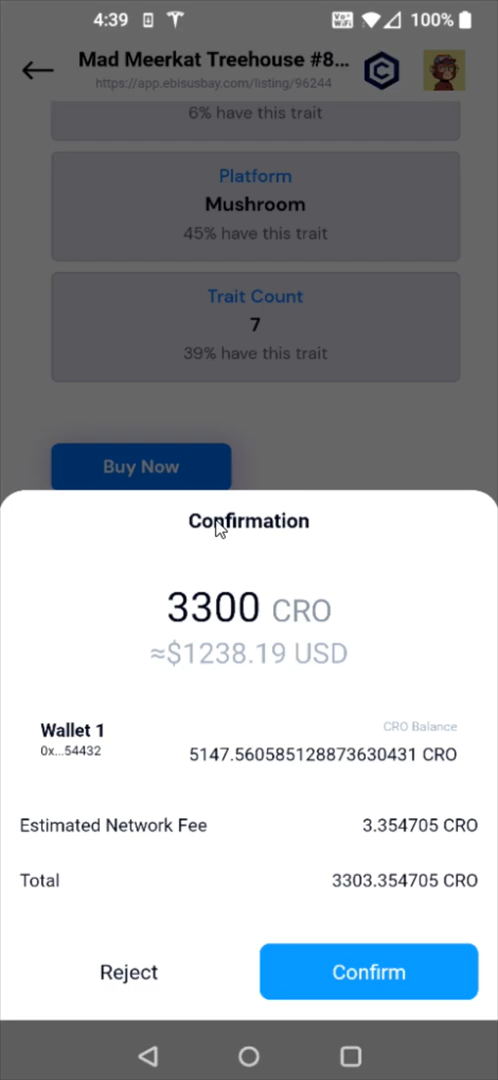 4:39
Vo
WiFi
100%
Mad Meerkat Treehouse #8...
https://app.ebisusbay.com/listing/96244
6% have this trait
Platform
Mushroom
45% have this trait
Trait Count
7
39% have this trait
Buy Now
Confirmation
3300 CRO
≈$1238.19 USD
Wallet 1
CRO Balance
0x...54432
5147.560585128873630431 CRO
Estimated Network Fee
3.354705 CRO
Total
3303.354705 CRO
Reject
Confirm